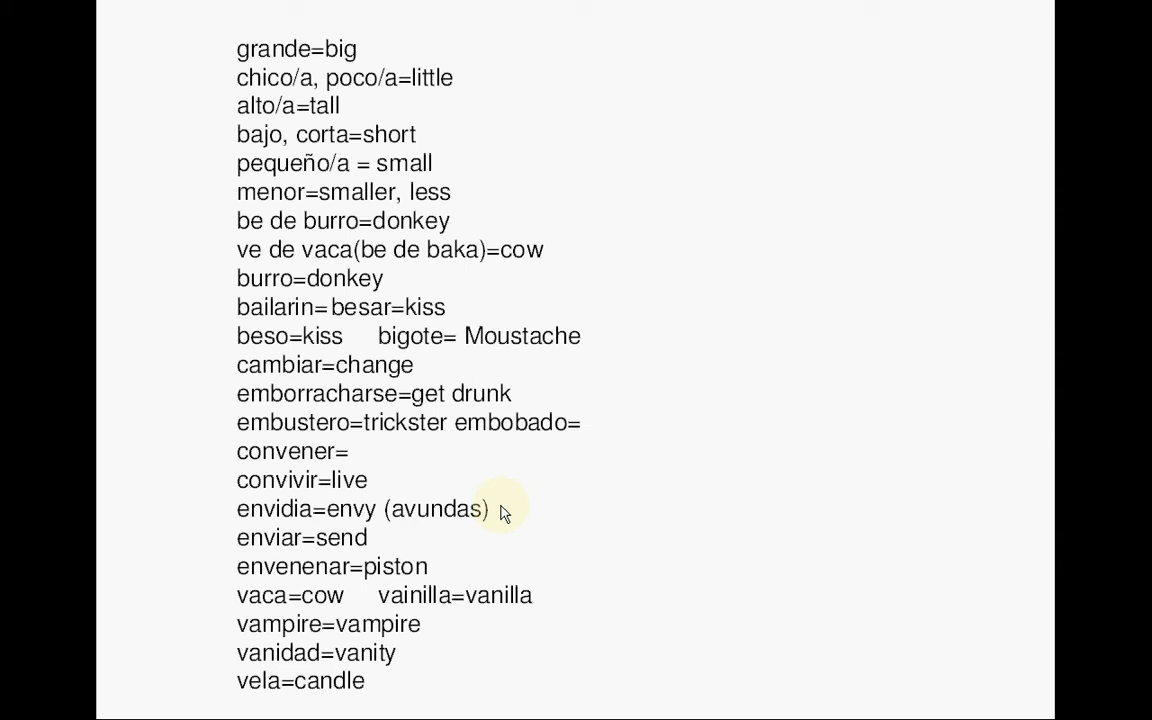 grande=big
chico/a, poco/a=little
alto/a=tall
bajo, corta=short
pequeño/a = small
menor=smaller, less
be de burro=donkey
ve de vaca(be de baka)=cow
burro=donkey
bailarin=besar=kiss
beso=kiss bigote= Moustache
cambiar=change
emborracharse=get drunk
embustero=trickster embobado=
convener=
convivir=live
envidia=envy (avundas)
enviar=send
envenenar=piston
vaca=cow vainilla=vanilla
vampire=vampire
vanidad=vanity
vela=candle